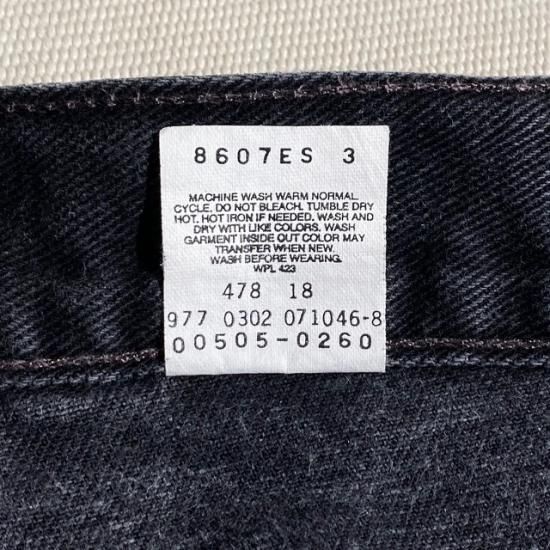 8607ES 3
MACHINE WASH WARM NORMAL
CYCLE. DO NOT BLEACH. TUMBLE DRY
HOT. HOT IRON IF NEEDED. WASH AND
DRY WITH LIKE COLORS. WASH
GARMENT INSIDE OUT COLOR MAY
TRANSFER WHEN NEW.
WASH BEFORE WEARING.
WPL 423
478 18
977 0302 071046-8
00505-0260